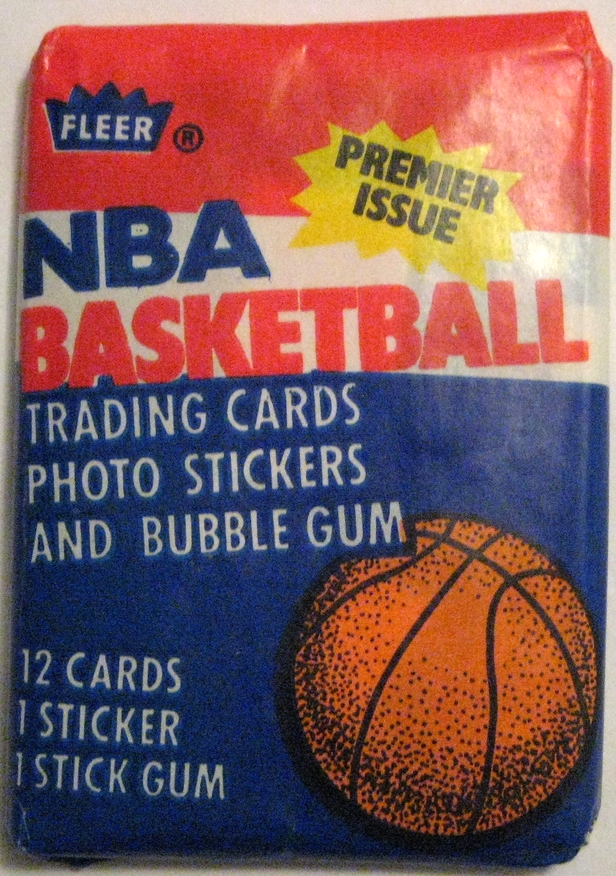 FLEER ®
PREMIER
ISSUE
NBA
BASKETBALL
TRADING CARDS
PHOTO STICKERS
AND BUBBLE GUM
12 CARDS
1 STICKER
1 STICK GUM